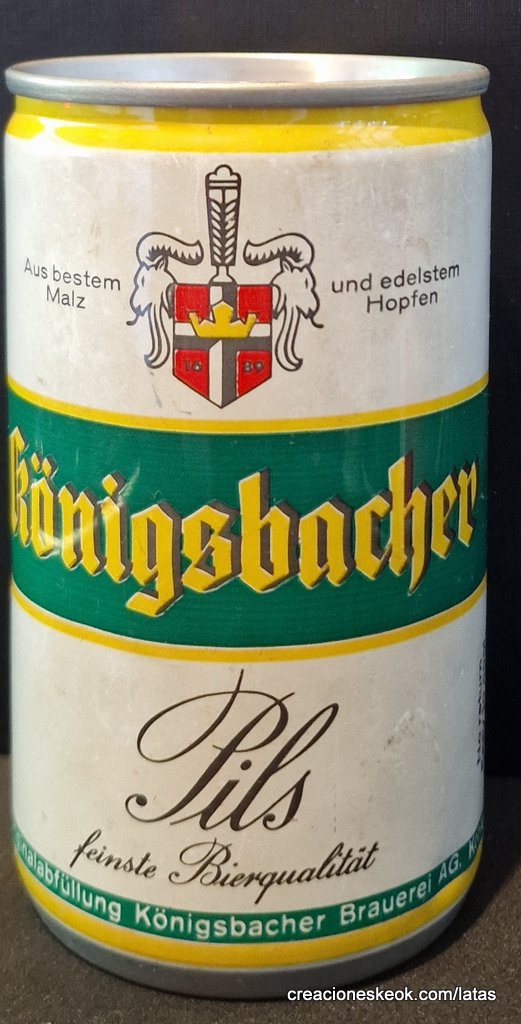 Aus bestem
Malz
und edelstem
Hopfen
16 89
Königsbacher
Pils
feinste Bierqualität
Königsbacher Brauerei AG.
creacioneskeok.com/latas